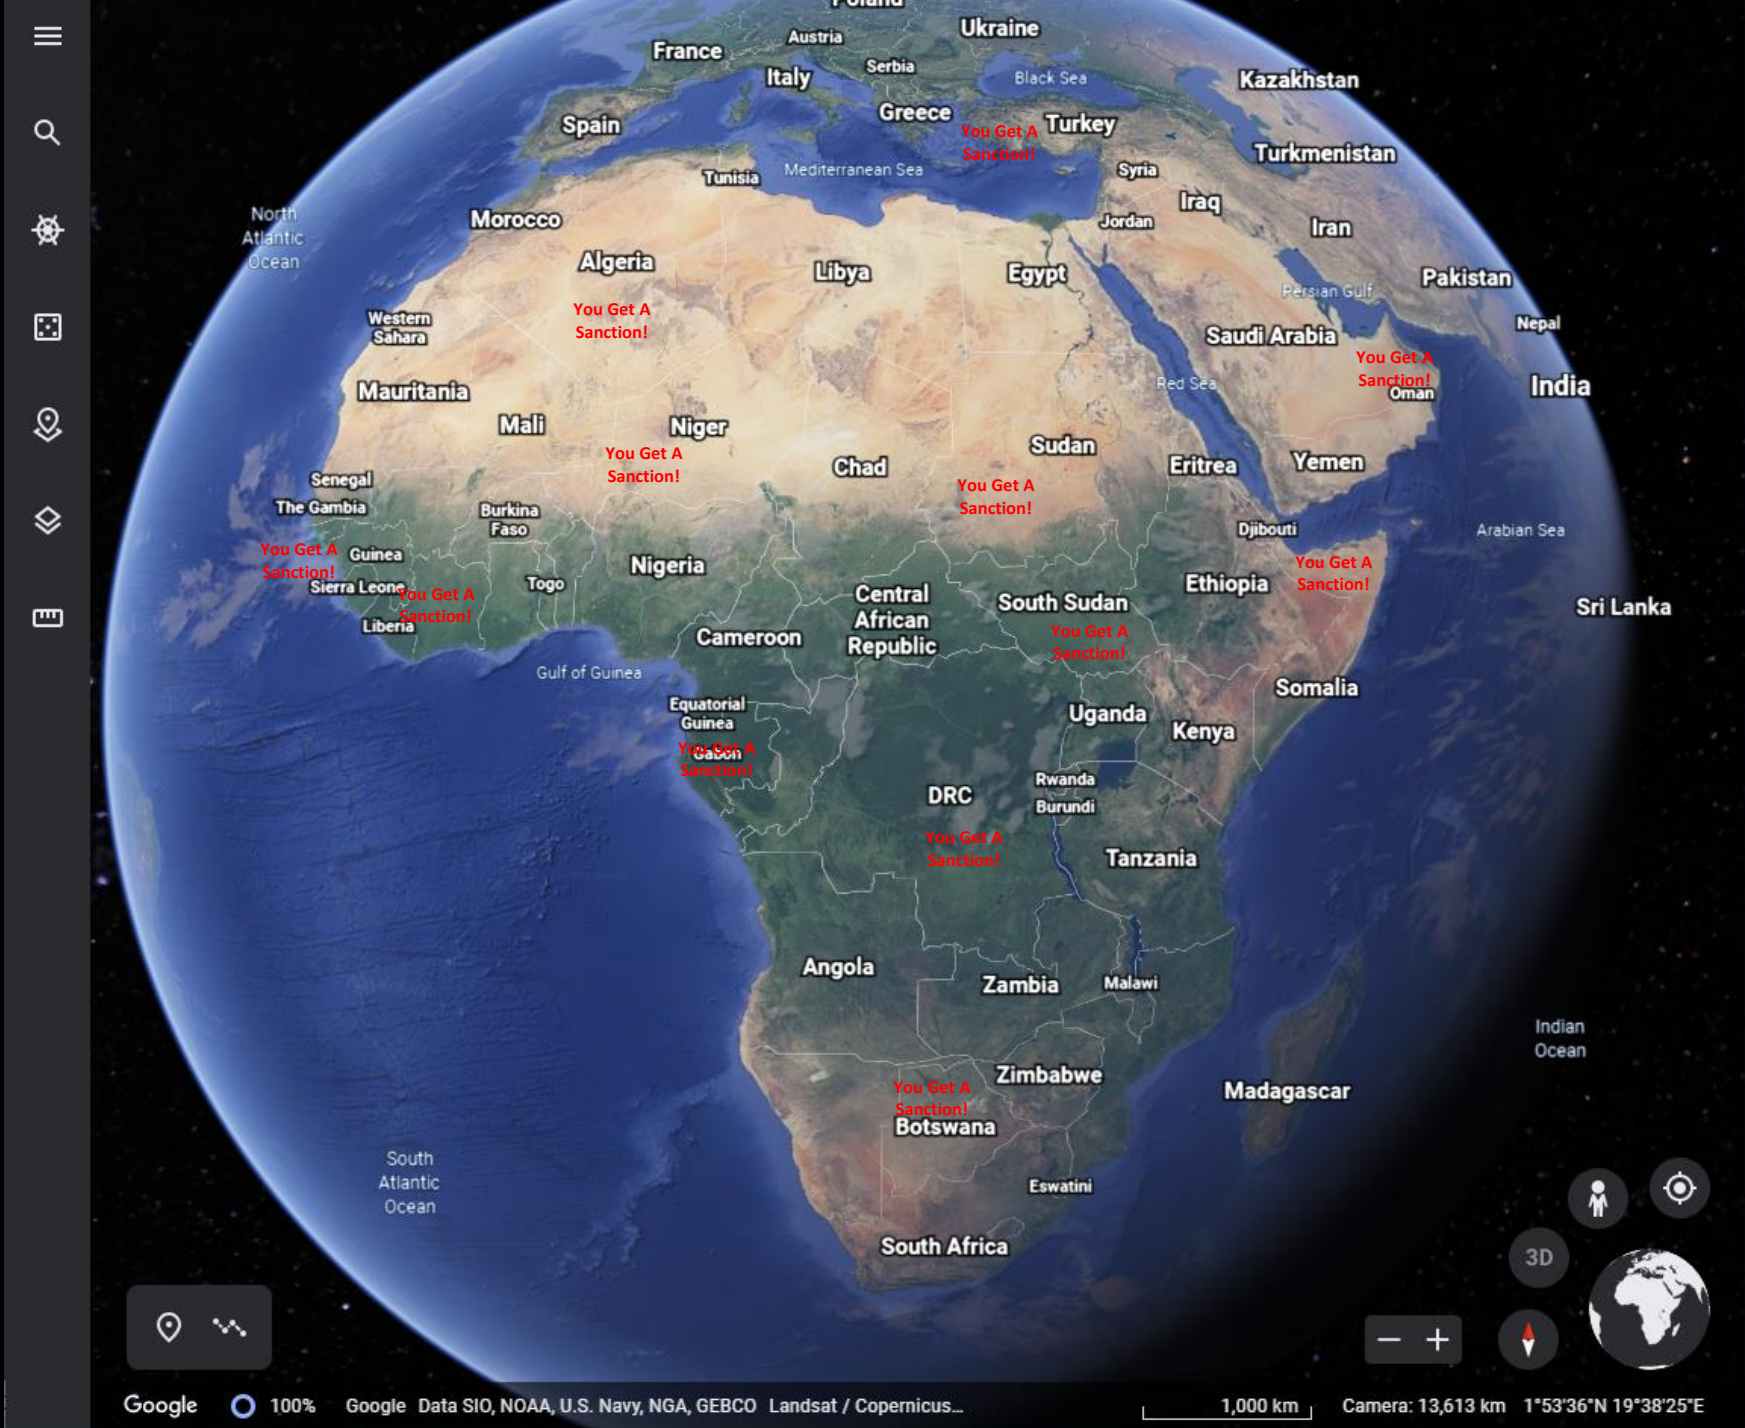 Poland
Ukraine
Austria
France
Serbia
Italy
Black Sea
Kazakhstan
Greece
Spain
You Get A
Sanction!
Turkey
Turkmenistan
Tunisia
Mediterranean Sea
Syria
Iraq
North
Atlantic
Ocean
Morocco
Jordan
Iran
Algeria
Libya
Egypt
Pakistan
Persian Gulf
You Get A
Sanction!
Western
Sahara
Saudi Arabia
Nepal
You Get A
Sanction!
Oman
India
Mauritania
Red Sea
Mali
Niger
Sudan
You Get A
Sanction!
Chad
Eritrea
Yemen
Senegal
You Get A
Sanction!
The Gambia
Burkina
Faso
Djibouti
Arabian Sea
You Get A
Sanction!
Guinea
Nigeria
You Get A
Sanction!
Sierra Leone
Togo
Ethiopia
You Get A
Sanction!
Liberia
Central
African
Republic
South Sudan
Sri Lanka
Cameroon
You Get A
Sanction!
Gulf of Guinea
Somalia
Equatorial
Guinea
Uganda
Kenya
You Get A
Sanction!
Gabon
Rwanda
DRC
Burundi
You Get A
Sanction!
Tanzania
Angola
Zambia
Malawi
Indian
Ocean
Zimbabwe
Madagascar
You Get A
Sanction!
Botswana
South
Atlantic
Ocean
Eswatini
South Africa
3D
Google
100%
Google Data SIO, NOAA, U.S. Navy, NGA, GEBCO Landsat / Copernicus…
1,000 km
Camera: 13,613 km
1°53'36"N 19°38'25"E